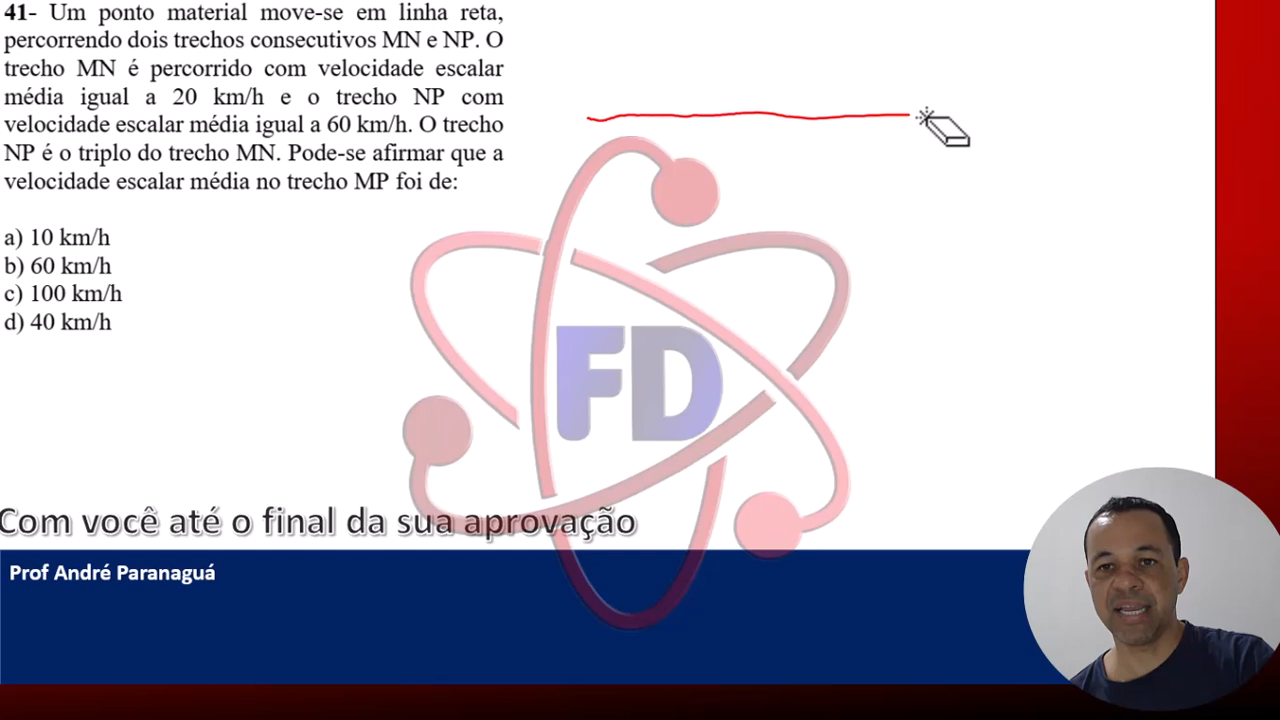 41- Um ponto material move-se em linha reta,
percorrendo dois trechos consecutivos MN e NP. O
trecho MN é percorrido com velocidade escalar
média igual a 20 km/h e o trecho NP com
velocidade escalar média igual a 60 km/h. O trecho
NP é o triplo do trecho MN. Pode-se afirmar que a
velocidade escalar média no trecho MP foi de:
a) 10 km/h
b) 60 km/h
c) 100 km/h
d) 40 km/h
FD
Com você até o final da sua aprovação
Prof André Paranaguá